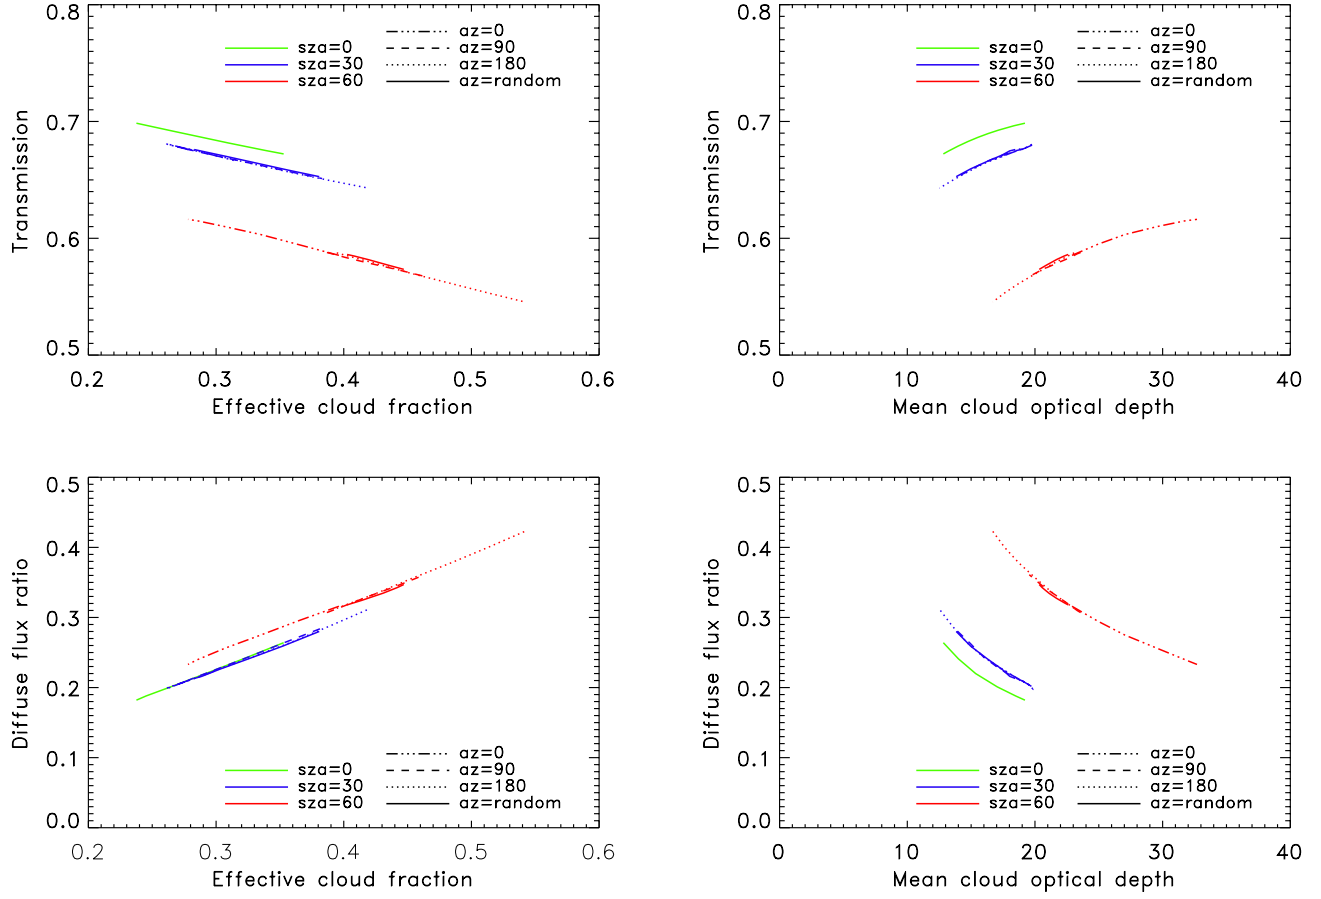 0.8
0.7
0.6
0.5
Transmission
sza=0
sza=30
sza=60
az=0
az=90
az=180
az=random
0.2 0.3 0.4 0.5 0.6
Effective cloud fraction
0.8
0.7
0.6
0.5
Transmission
sza=0
sza=30
sza=60
az=0
az=90
az=180
az=random
0 10 20 30 40
Mean cloud optical depth
0.5
0.4
0.3
0.2
0.1
0.0
Diffuse flux ratio
sza=0
sza=30
sza=60
az=0
az=90
az=180
az=random
0.2 0.3 0.4 0.5 0.6
Effective cloud fraction
0.5
0.4
0.3
0.2
0.1
0.0
Diffuse flux ratio
sza=0
sza=30
sza=60
az=0
az=90
az=180
az=random
0 10 20 30 40
Mean cloud optical depth